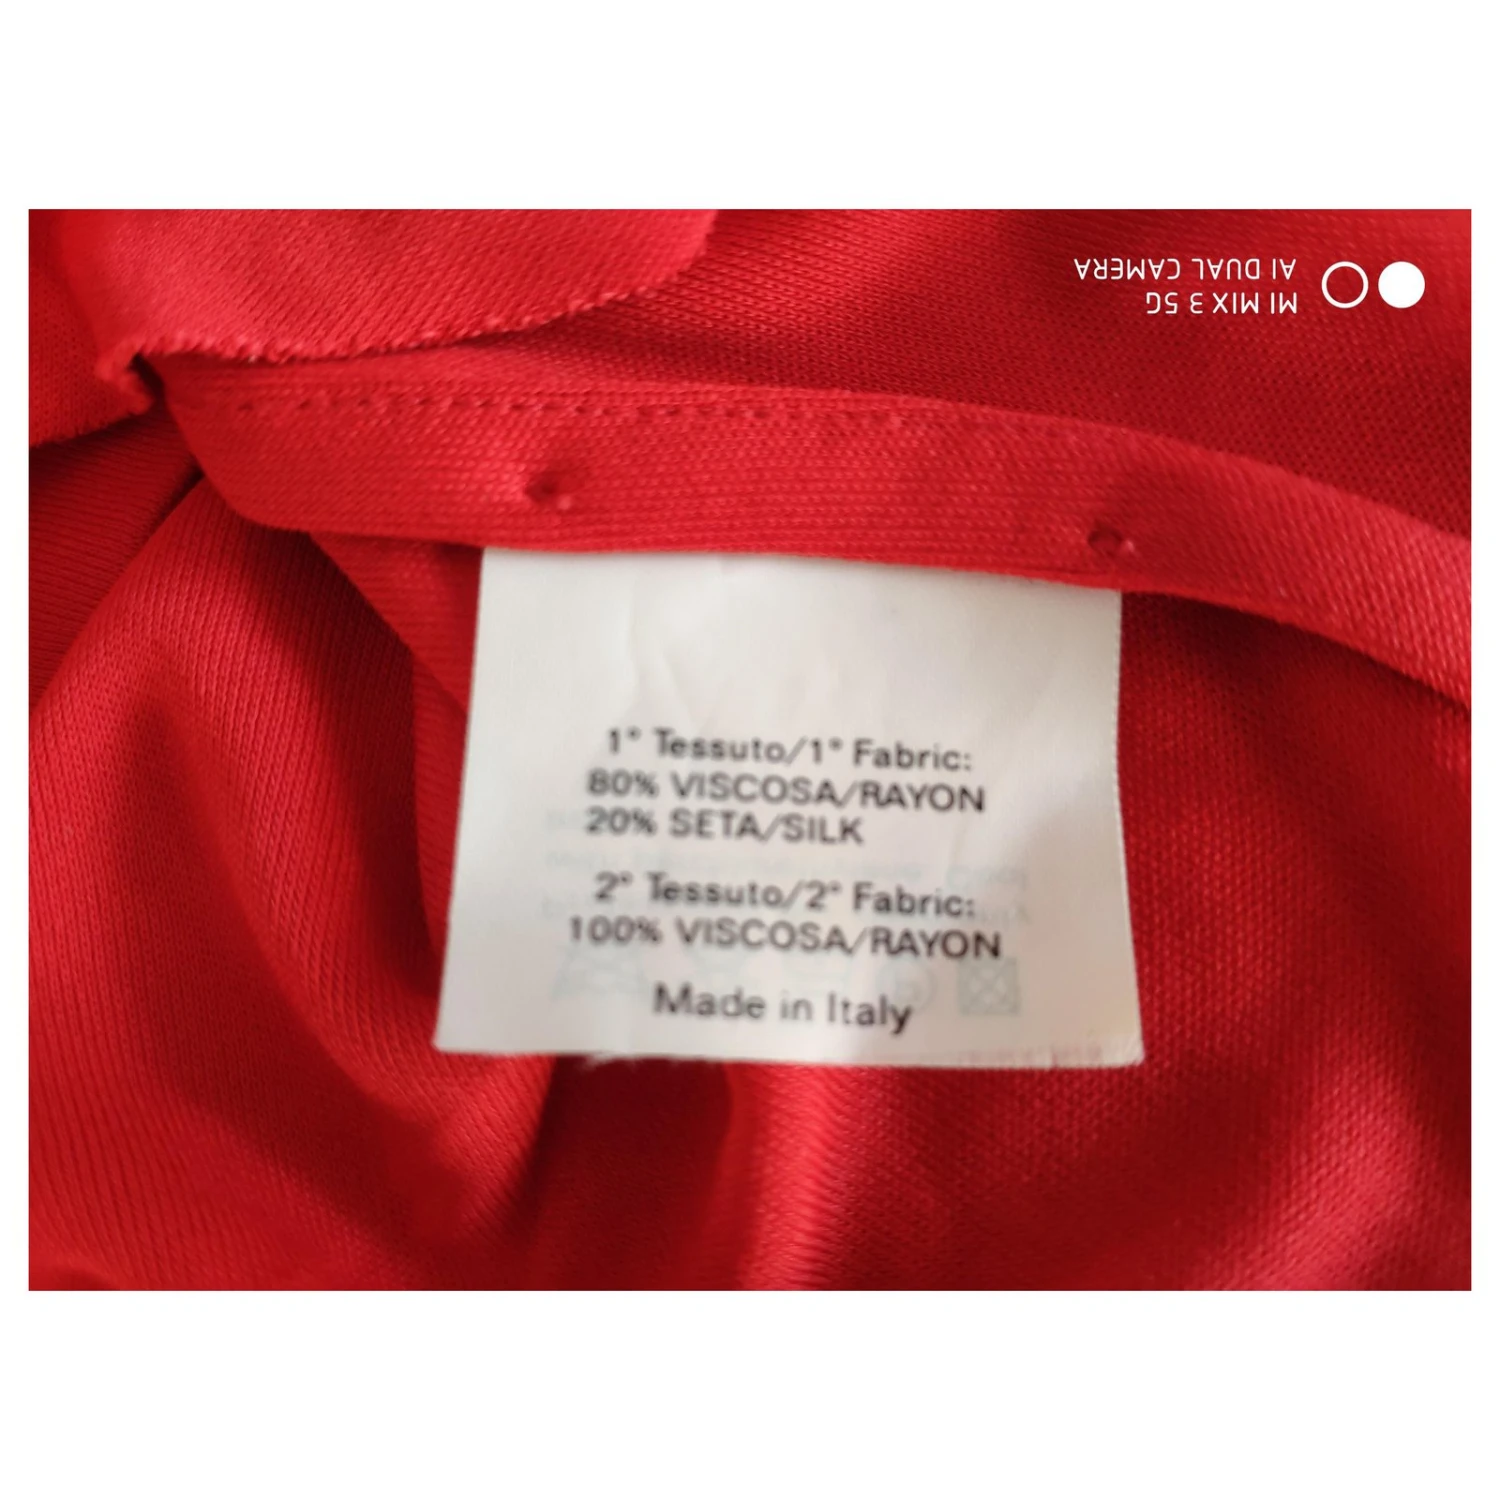 MI MIX 3 5G
AI DUAL CAMERA
1° Tessuto/1° Fabric:
80% VISCOSA/RAYON
20% SETA/SILK
2° Tessuto/2° Fabric:
100% VISCOSA/RAYON
Made in Italy